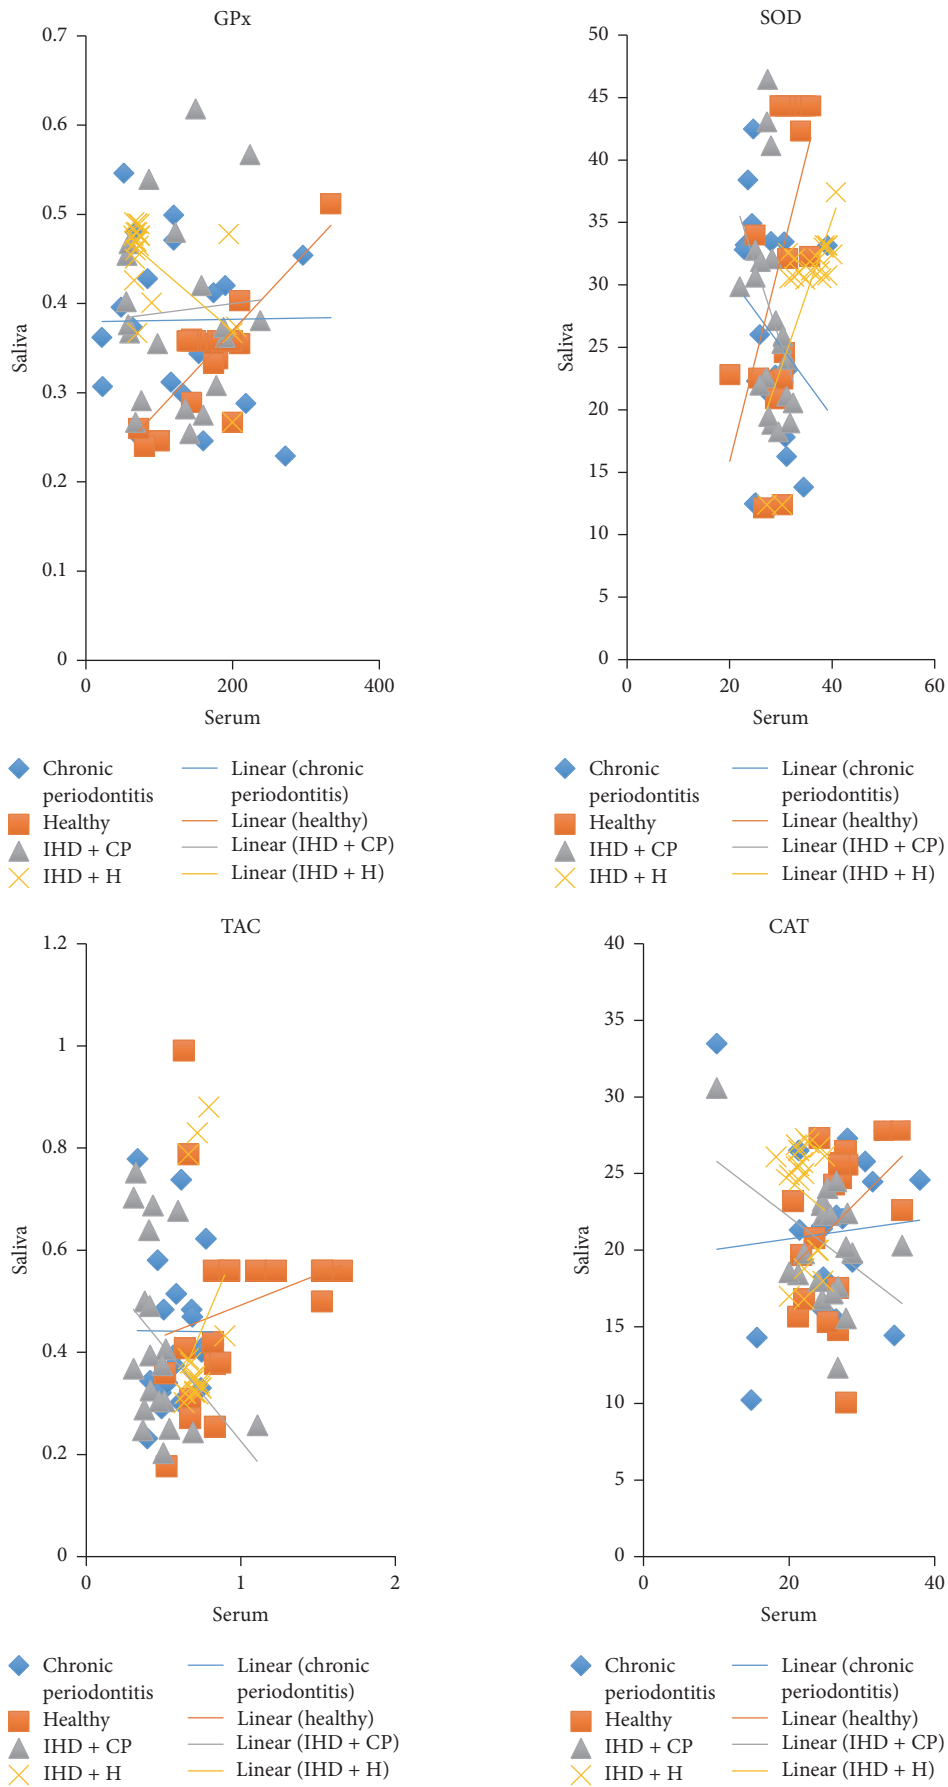 GPx
0.7
0.6
0.5
0.4
0.3
0.2
0.1
0
Saliva
0 200 400
Serum
Chronic periodontitis
Healthy
IHD + CP
IHD + H
Linear (chronic periodontitis)
Linear (healthy)
Linear (IHD + CP)
Linear (IHD + H)
SOD
50
45
40
35
30
25
20
15
10
5
0
Saliva
0 20 40 60
Serum
Chronic periodontitis
Healthy
IHD + CP
IHD + H
Linear (chronic periodontitis)
Linear (healthy)
Linear (IHD + CP)
Linear (IHD + H)
TAC
1.2
1
0.8
0.6
0.4
0.2
0
Saliva
0 1 2
Serum
Chronic periodontitis
Healthy
IHD + CP
IHD + H
Linear (chronic periodontitis)
Linear (healthy)
Linear (IHD + CP)
Linear (IHD + H)
CAT
40
35
30
25
20
15
10
5
0
Saliva
0 20 40
Serum
Chronic periodontitis
Healthy
IHD + CP
IHD + H
Linear (chronic periodontitis)
Linear (healthy)
Linear (IHD + CP)
Linear (IHD + H)